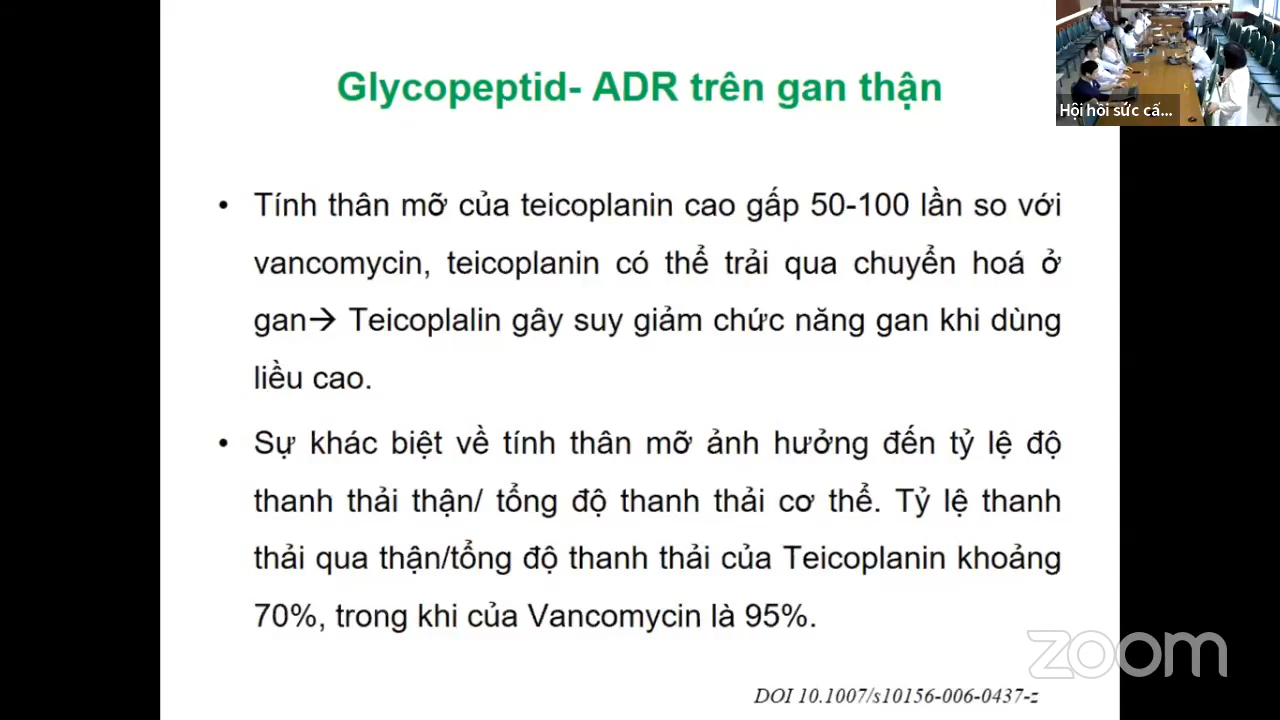 Hội hồi sức cấ...
Glycopeptid- ADR trên gan thận
• Tính thân mỡ của teicoplanin cao gấp 50-100 lần so với
vancomycin, teicoplanin có thể trải qua chuyển hoá ở
gan→ Teicoplalin gây suy giảm chức năng gan khi dùng
liều cao.
• Sự khác biệt về tính thân mỡ ảnh hưởng đến tỷ lệ độ
thanh thải thận/ tổng độ thanh thải cơ thể. Tỷ lệ thanh
thải qua thận/tổng độ thanh thải của Teicoplanin khoảng
70%, trong khi của Vancomycin là 95%.
zoom
DOI 10.1007/s10156-006-0437-z